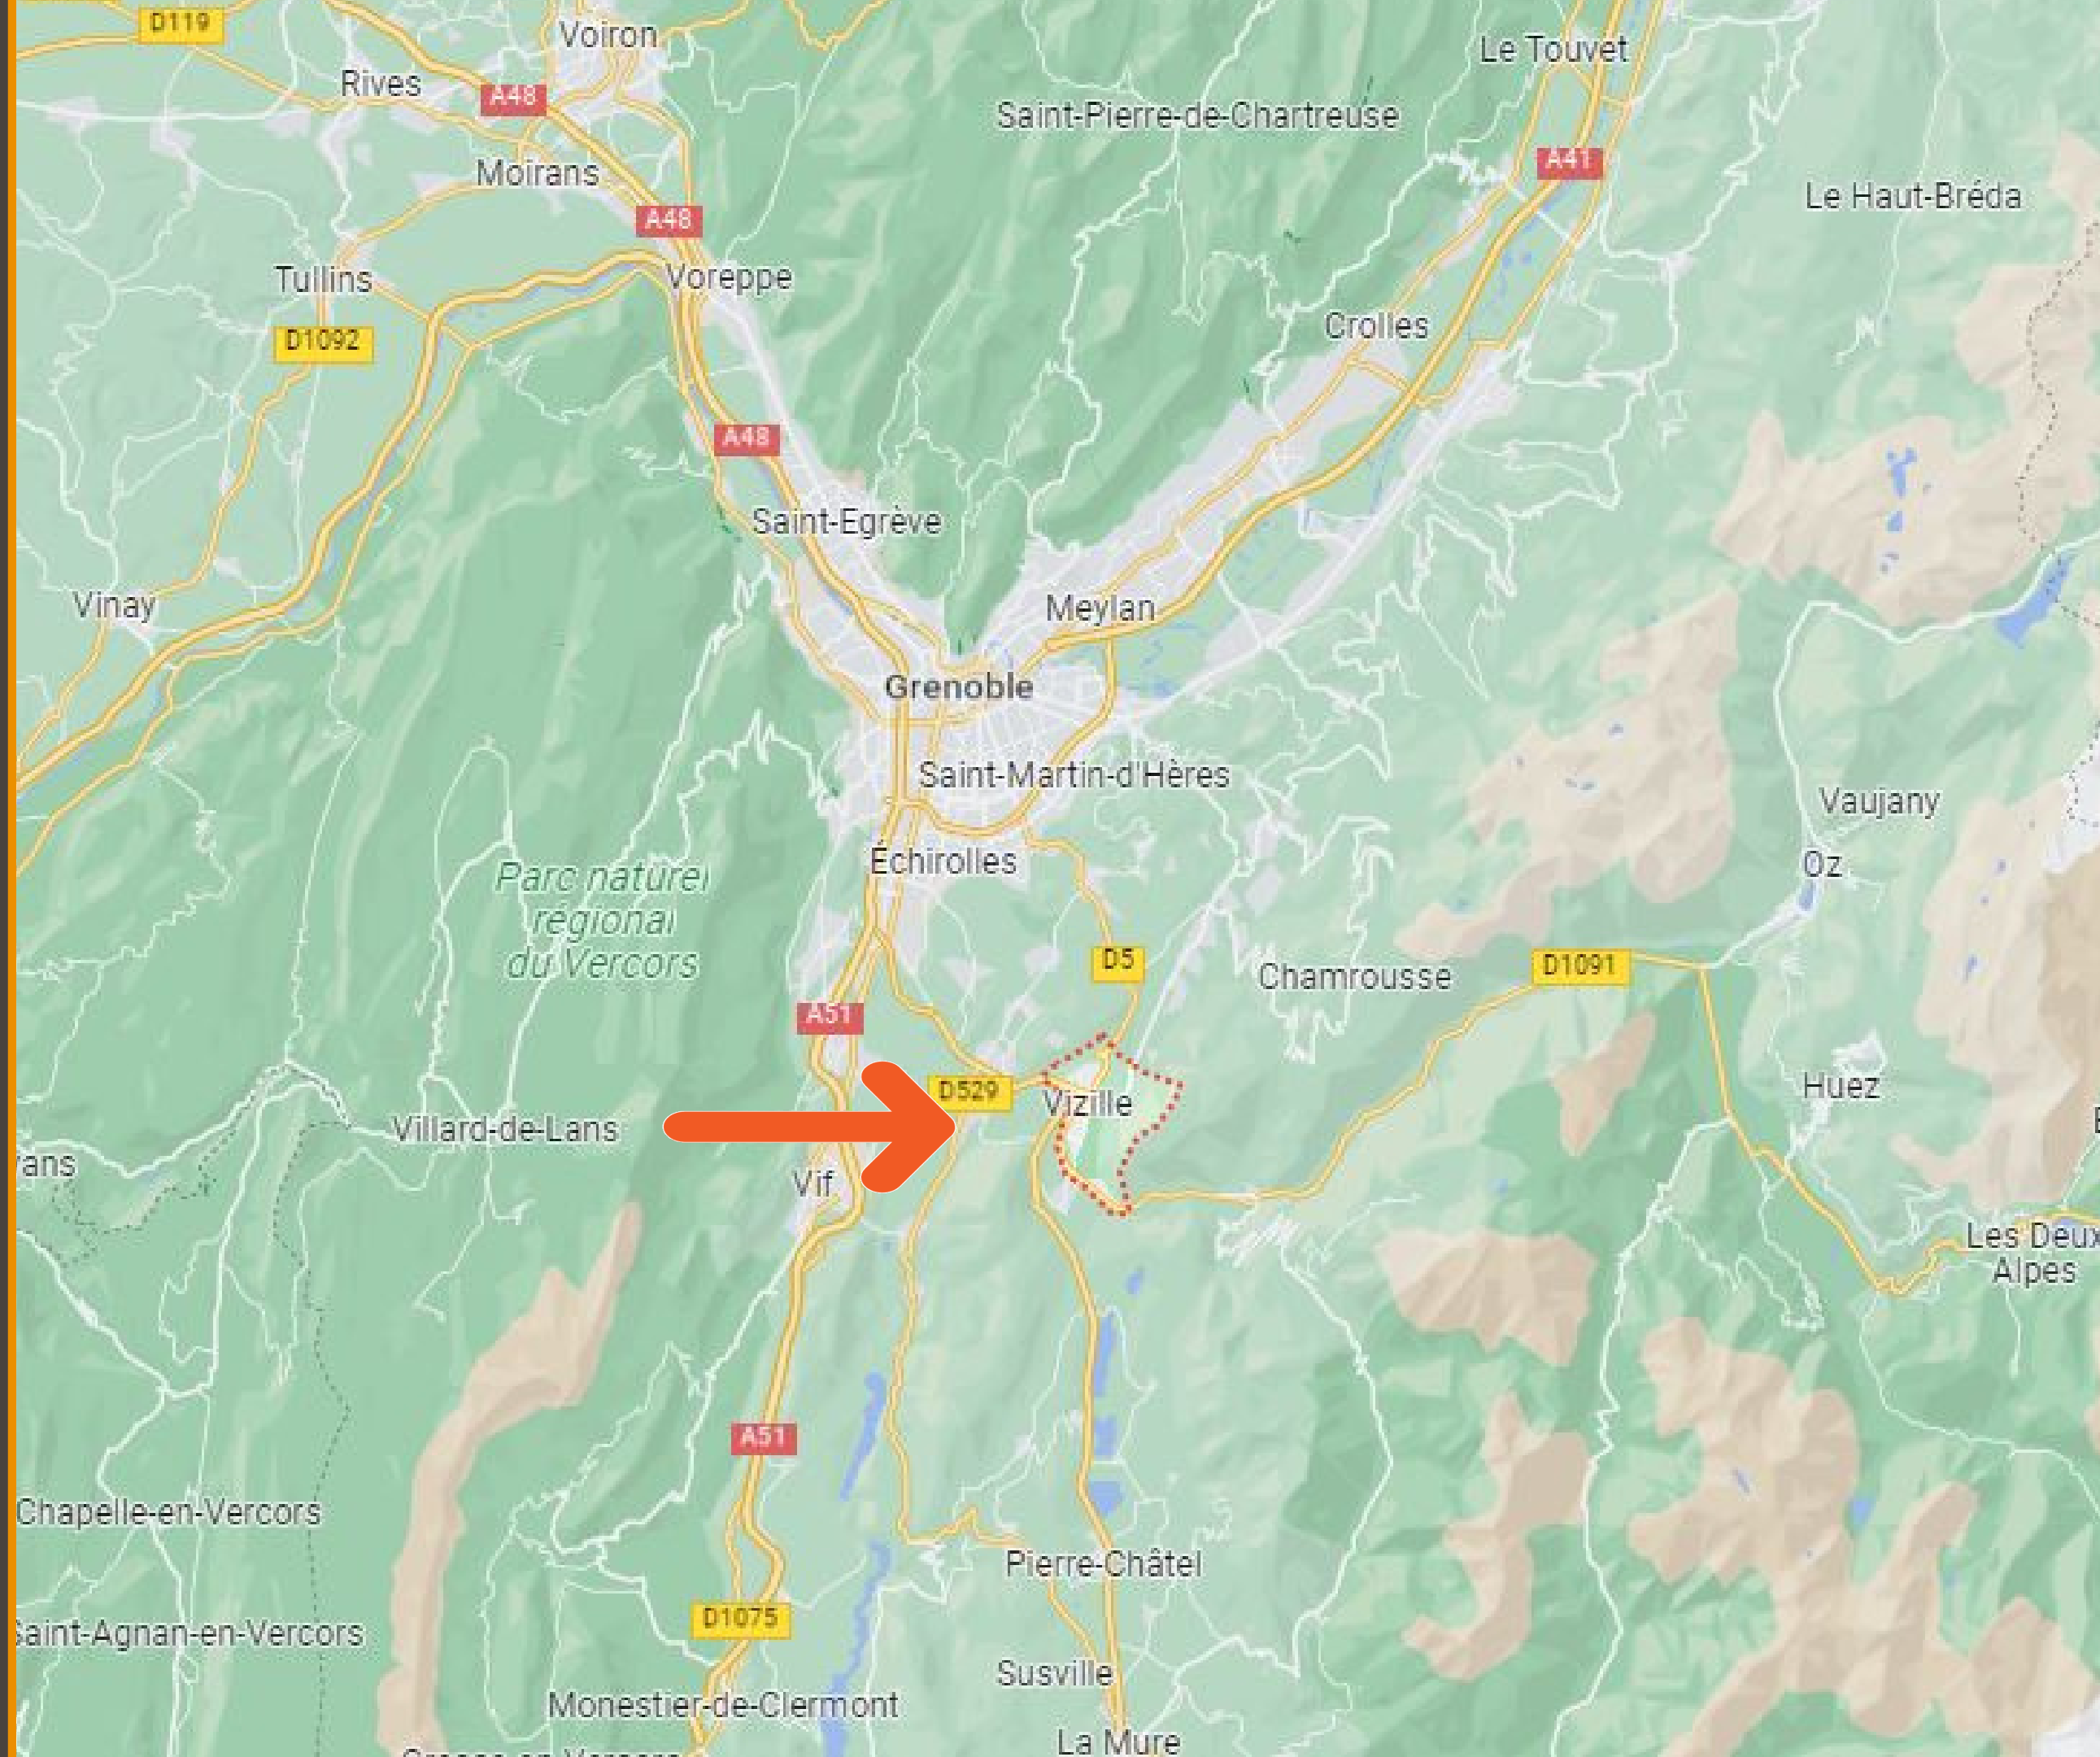 D119
Voiron
Le Touvet
Rives
A48
Saint-Pierre-de-Chartreuse
Moirans
A41
Le Haut-Bréda
A48
Tullins
Voreppe
D1092
Crolles
A48
Saint-Egrève
Vinay
Meylan
Grenoble
Saint-Martin-d'Hères
Vaujany
Échirolles
Oz
Parc naturel
régional
du Vercors
D5
Chamrousse
D1091
A51
D529
Vizille
Huez
Villard-de-Lans
Vif
Les Deux
Alpes
A51
Chapelle-en-Vercors
Pierre-Châtel
D1075
Saint-Agnan-en-Vercors
Susville
Monestier-de-Clermont
La Mure